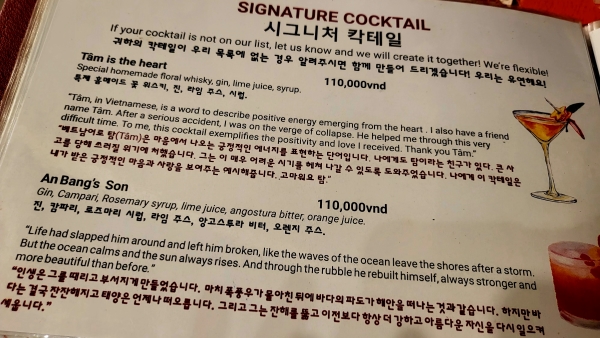 SIGNATURE COCKTAIL
시그니처 칵테일
If your cocktail is not on our list, let us know and we will create it together! We're flexible!
귀하의 칵테일이 우리 목록에 없는 경우 알려주시면 함께 만들어 드리겠습니다! 우리는 유연해요!
Tâm is the heart 110,000vnd
Special homemade floral whisky, gin, lime juice, syrup.
특제 홈메이드 꽃 위스키, 진, 라임 주스, 시럽.
"Tâm, in Vietnamese, is a word to describe positive energy emerging from the heart . I also have a friend
name Tâm. After a serious accident, I was on the verge of collapse. He helped me through this very
difficult time. To me, this cocktail exemplifies the positivity and love I received. Thank you Tâm."
"베트남어로 탐(Tâm)은 마음에서 나오는 긍정적인 에너지를 표현하는 단어입니다. 나에게도 탐이라는 친구가 있다. 큰 사
고를 당해 쓰러질 위기에 처했습니다. 그는 이 매우 어려운 시기를 헤쳐 나갈 수 있도록 도와주었습니다. 나에게 이 칵테일은
내가 받은 긍정적인 마음과 사랑을 보여주는 예시해줍니다. 고마워요 탐."
An Bang's Son 110,000vnd
Gin, Campari, Rosemary syrup, lime juice, angostura bitter, orange juice.
진, 캄파리, 로즈마리 시럽, 라임 주스, 앙고스투라 비터, 오렌지 주스.
"Life had slapped him around and left him broken, like the waves of the ocean leave the shores after a storm.
But the ocean calms and the sun always rises. And through the rubble he rebuilt himself, always stronger and
more beautiful than before."
"인생은 그를 때리고 부서지게 만들었습니다. 마치 폭풍우가 몰아친 뒤에 바다의 파도가 해안을 떠나는 것과 같습니다. 하지만 바
다는 결국 잔잔해지고 태양은 언제나 떠오릅니다. 그리고 그는 잔해를 뚫고 이전보다 항상 더 강하고 아름다운 자신을 다시 일으켜
세웁니다."